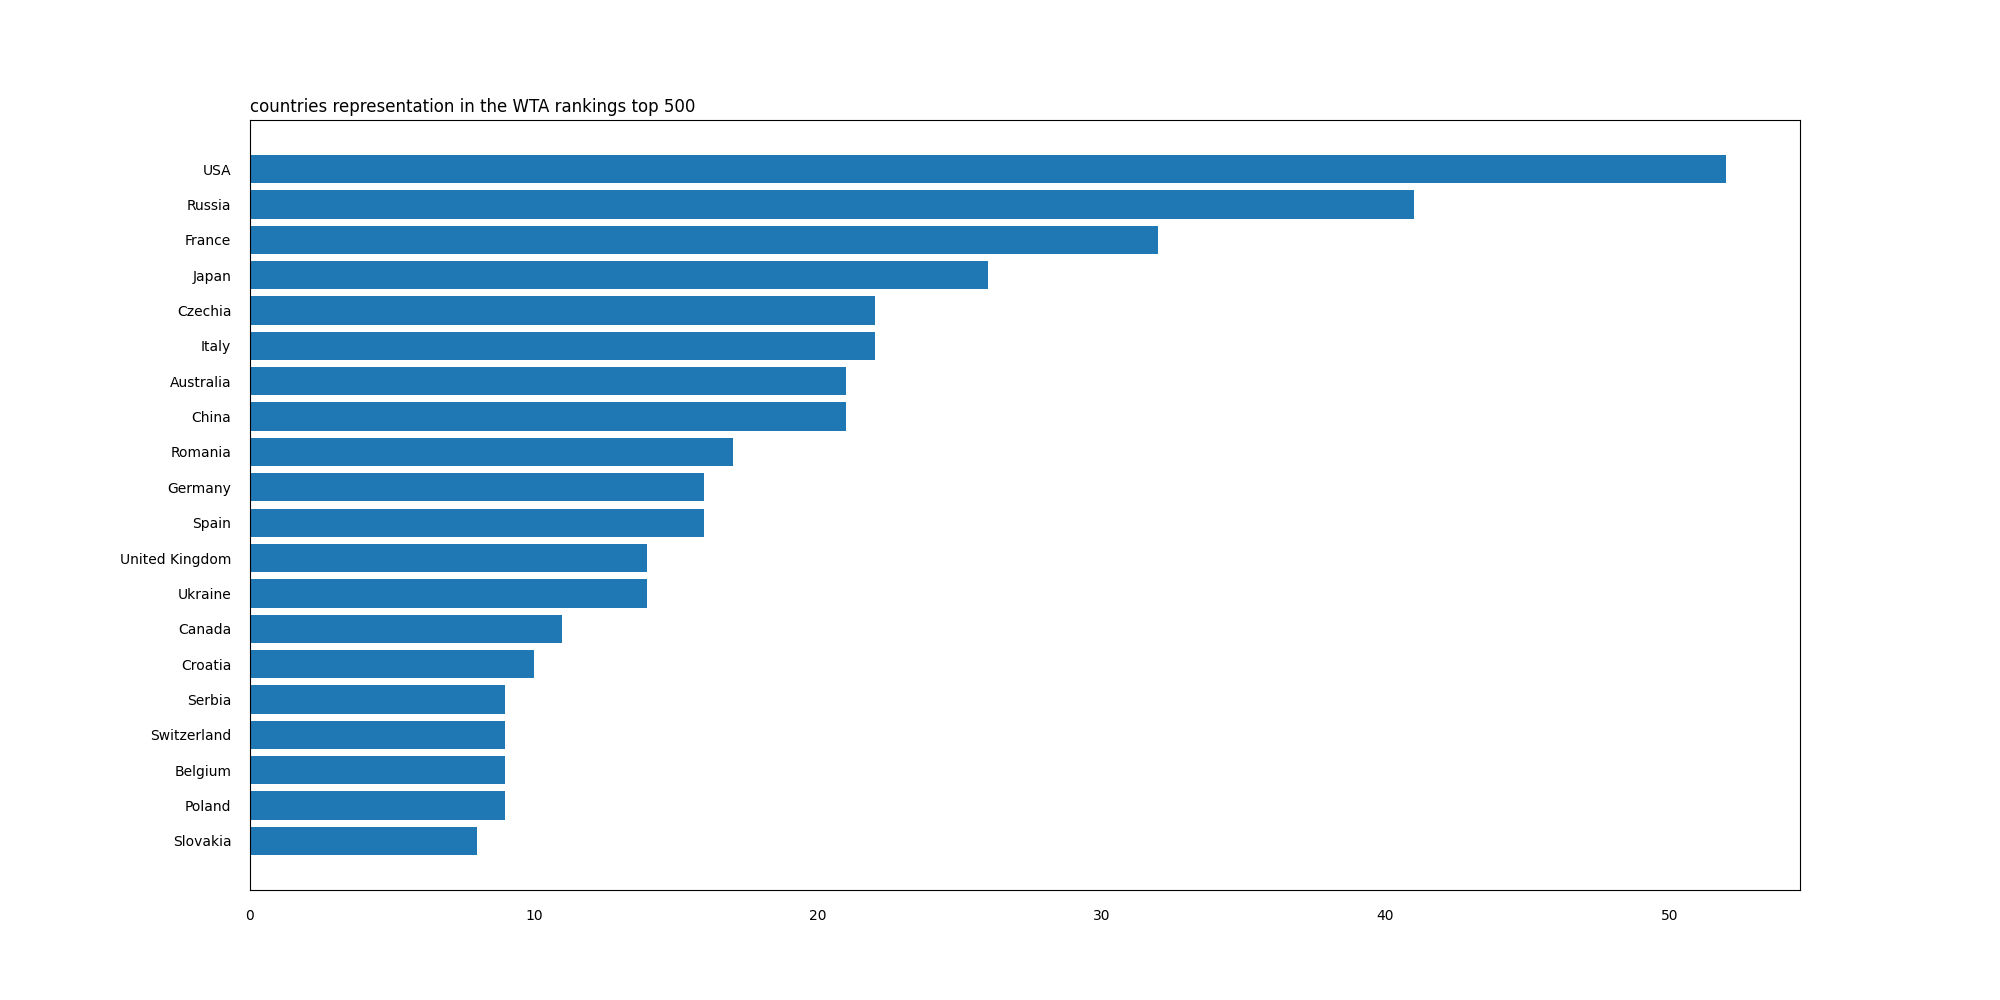 countries representation in the WTA rankings top 500
USA
Russia
France
Japan
Czechia
Italy
Australia
China
Romania
Germany
Spain
United Kingdom
Ukraine
Canada
Croatia
Serbia
Switzerland
Belgium
Poland
Slovakia
0 10 20 30 40 50